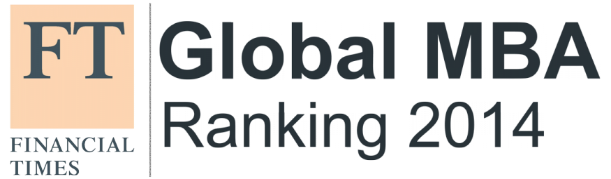 FT
FINANCIAL
TIMES
Global MBA
Ranking 2014